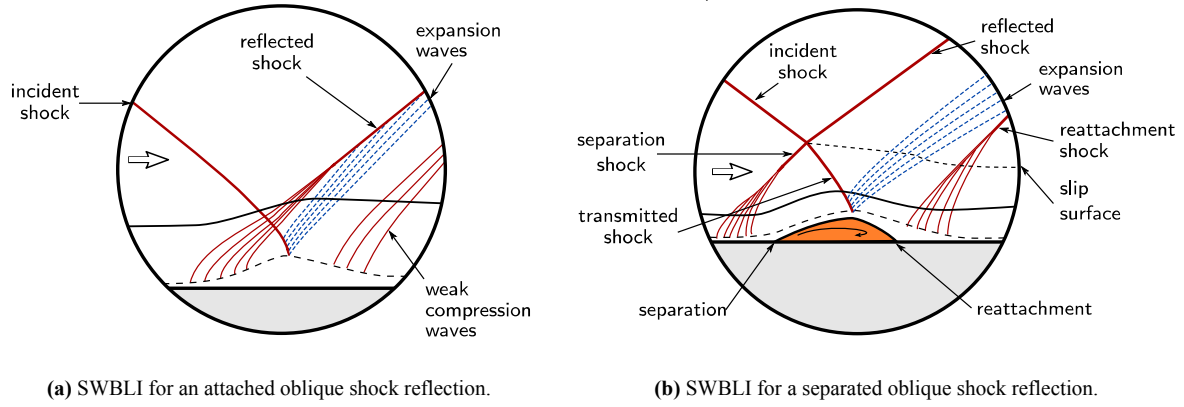 incident
shock
reflected
shock
expansion
waves
weak
compression
waves
(a) SWBLI for an attached oblique shock reflection.
incident
shock
reflected
shock
expansion
waves
separation
shock
reattachment
shock
slip
surface
transmitted
shock
separation
reattachment
(b) SWBLI for a separated oblique shock reflection.